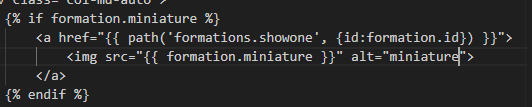 class="col-md-auto">
{% if formation.miniature %}
<a href="{{ path('formations.showone', {id:formation.id}) }}">
<img src="{{ formation.miniature }}" alt="miniature">
</a>
{% endif %}